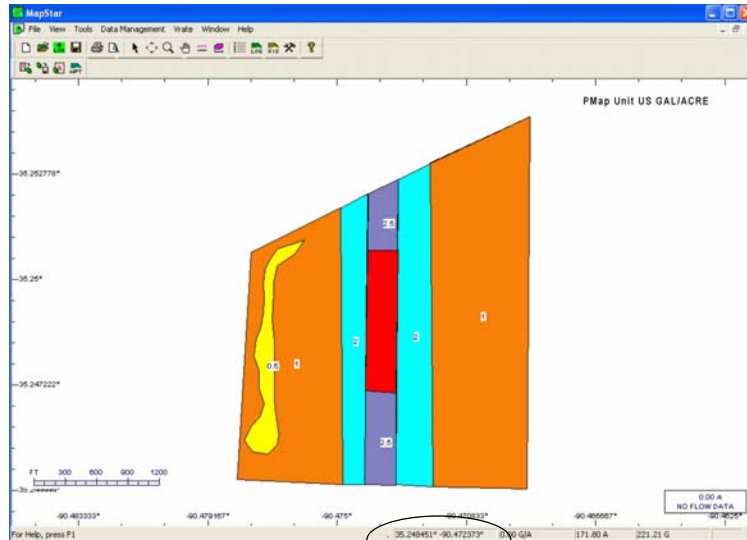 MapStar
File View Tools Data Management Vrate Window Help
PMap Unit US GAL/ACRE
35.252778°
2.5
35.25°
1
2
2
0.5
1
35.247222°
2.5
FT 300 600 900 1200
0.00 A
NO FLOW DATA
-90.483333° -90.479167° -90.475° -90.470833° -90.466667° -90.4625°
For Help, press F1 35.248451° -90.472373° 0.00 G/A 171.80 A 221.21 G